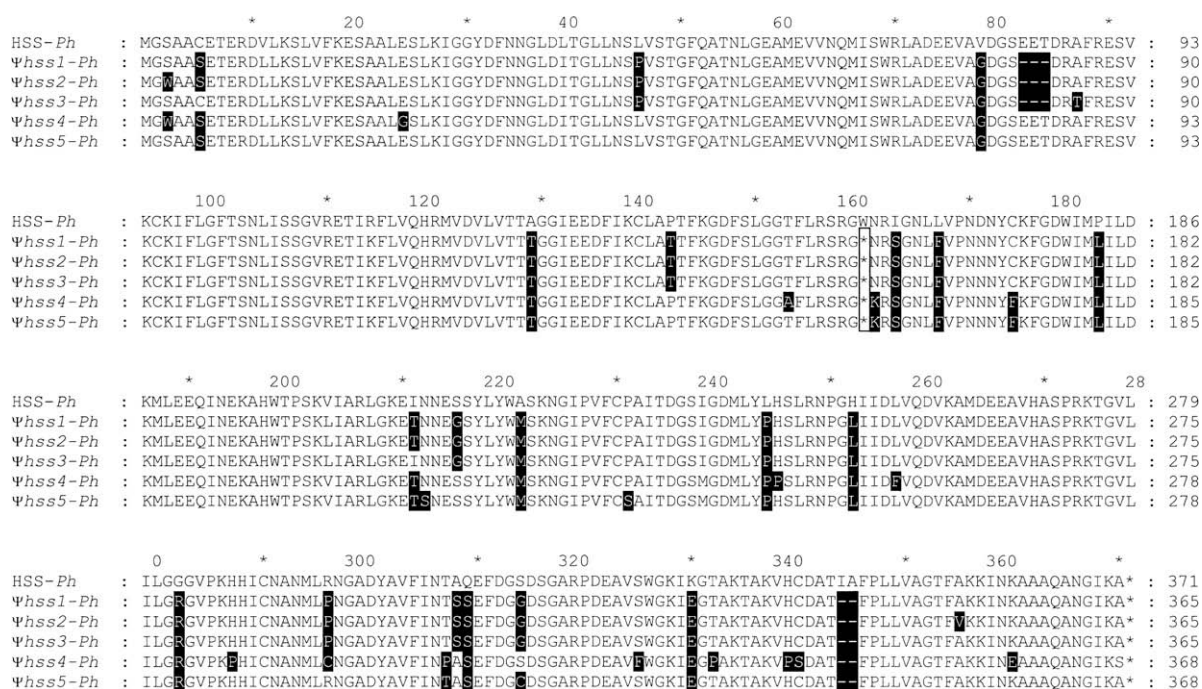 * 20 * 40 * 60 * 80 *
HSS-Ph : MGSAACETERDVLKSLVFKESAALESLKIGGYDFNNGLDLTGLLNSLVSTGFQATNLGEAMEVVNQMISWRLADEEVAVDGSEETDRAFRESV : 93
Ψhss1-Ph : MGSAASETERDLLKSLVFKESAALESLKIGGYDFNNGLDITGLLNSPVSTGFQATNLGEAMEVVNQMISWRLADEEVAGDGS---DRAFRESV : 90
Ψhss2-Ph : MGWAASETERDLLKSLVFKESAALESLKIGGYDFNNGLDITGLLNSPVSTGFQATNLGEAMEVVNQMISWRLADEEVAGDGS---DRAFRESV : 90
Ψhss3-Ph : MGSAACETERDLLKSLVFKESAALESLKIGGYDFNNGLDITGLLNSPVSTGFQATNLGEAMEVVNQMISWRLADEEVAGDGS---DRTFRESV : 90
Ψhss4-Ph : MGWAASETERDLLKSLVFKESAALGSLKIGGYDFNNGLDITGLLNSLVSTGFQATNLGEAMEVVNQMISWRLADEEVAGDGSEETDRAFRESV : 93
Ψhss5-Ph : MGSAASETERDLLKSLVFKESAALESLKIGGYDFNNGLDITGLLNSLVSTGFQATNLGEAMEVVNQMISWRLADEEVAGDGSEETDRAFRESV : 93
100 * 120 * 140 * 160 * 180
HSS-Ph : KCKIFLGFTSNLISSGVRETIRFLVQHRMVDVLVTTAGGIEEDFIKCLAPTFKGDFSLGGTFLRSRGWNRIGNLLVPNDNYCKFGDWIMPILD : 186
Ψhss1-Ph : KCKIFLGFTSNLISSGVRETIKFLVQHRMVDVLVTTTGGIEEDFIKCLATTFKGDFSLGGTFLRSRG*NRSGNLFVPNNNYCKFGDWIMLILD : 182
Ψhss2-Ph : KCKIFLGFTSNLISSGVRETIKFLVQHRMVDVLVTTTGGIEEDFIKCLATTFKGDFSLGGTFLRSRG*NRSGNLFVPNNNYCKFGDWIMLILD : 182
Ψhss3-Ph : KCKIFLGFTSNLISSGVRETIKFLVQHRMVDVLVTTTGGIEEDFIKCLATTFKGDFSLGGTFLRSRG*NRSGNLFVPNNNYCKFGDWIMLILD : 182
Ψhss4-Ph : KCKIFLGFTSNLISSGVRETIKFLVQHRMVDVLVTTTGGIEEDFIKCLAPTFKGDFSLGGAFLRSRG*KRSGNLFVPNNNYFKFGDWIMLILD : 185
Ψhss5-Ph : KCKIFLGFTSNLISSGVRETIKFLVQHRMVDVLVTTTGGIEEDFIKCLAPTFKGDFSLGGTFLRSRG*KRSGNLFVPNNNYFKFGDWIMLILD : 185
* 200 * 220 * 240 * 260 * 28
HSS-Ph : KMLEEQINEKAHWTPSKVIARLGKEINNESSYLYWASKNGIPVFCPAITDGSIGDMLYLHSLRNPGHIIDLVQDVKAMDEEAVHASPRKTGVL : 279
Ψhss1-Ph : KMLEEQINEKAHWTPSKLIARLGKETNNEGSYLYWMSKNGIPVFCPAITDGSIGDMLYPHSLRNPGLIIDLVQDVKAMDEEAVHASPRKTGVL : 275
Ψhss2-Ph : KMLEEQINEKAHWTPSKLIARLGKETNNEGSYLYWMSKNGIPVFCPAITDGSIGDMLYPHSLRNPGLIIDLVQDVKAMDEEAVHASPRKTGVL : 275
Ψhss3-Ph : KMLEEQINEKAHWTPSKLIARLGKEINNEGSYLYWMSKNGIPVFCPAITDGSIGDMLYPHSLRNPGLIIDLVQDVKAMDEEAVHASPRKTGVL : 275
Ψhss4-Ph : KMLEEQINEKAHWTPSKLIARLGKETNNESSYLYWMSKNGIPVFCPAITDGSMGDMLYPPSLRNPGLIIDFVQDVKAMDEEAVHASPRKTGVL : 278
Ψhss5-Ph : KMLEEQINEKAHWTPSKLIARLGKETSNESSYLYWMSKNGIPVFCSAITDGSMGDMLYPHSLRNPGLIIDLVQDVKAMDEEAVHASPRKTGVL : 278
0 * 300 * 320 * 340 * 360 *
HSS-Ph : ILGGGVPKHHICNANMLRNGADYAVFINTAQEFDGSDSGARPDEAVSWGKIKGTAKTAKVHCDATIAFPLLVAGTFAKKINKAAAQANGIKA* : 371
Ψhss1-Ph : ILGRGVPKHHICNANMLPNGADYAVFINTSSEFDGGDSGARPDEAVSWGKIEGTAKTAKVHCDAT--FPLLVAGTFAKKINKAAAQANGIKA* : 365
Ψhss2-Ph : ILGRGVPKHHICNANMLPNGADYAVFINTSSEFDGGDSGARPDEAVSWGKIEGTAKTAKVHCDAT--FPLLVAGTFVKKINKAAAQANGIKA* : 365
Ψhss3-Ph : ILGRGVPKHHICNANMLPNGADYAVFINTSSEFDGGDSGARPDEAVSWGKIEGTAKTAKVHCDAT--FPLLVAGTFAKKINKAAAQANGIKA* : 365
Ψhss4-Ph : ILGRGVPKPHICNANMLCNGADYAVFINPASEFDGSDSGARPDEAVFWGKIEGPAKTAKVPSDAT--FPLLVAGTFAKKINKEAAQANGIKS* : 368
Ψhss5-Ph : ILGRGVPKHHICNANMLRNGADYAVFINPASEFDGCDSGARPDEAVSWGKIEGTAKTAKVHCDAT--FPLLVAGTFAKKINKAAAQANGIKA* : 368